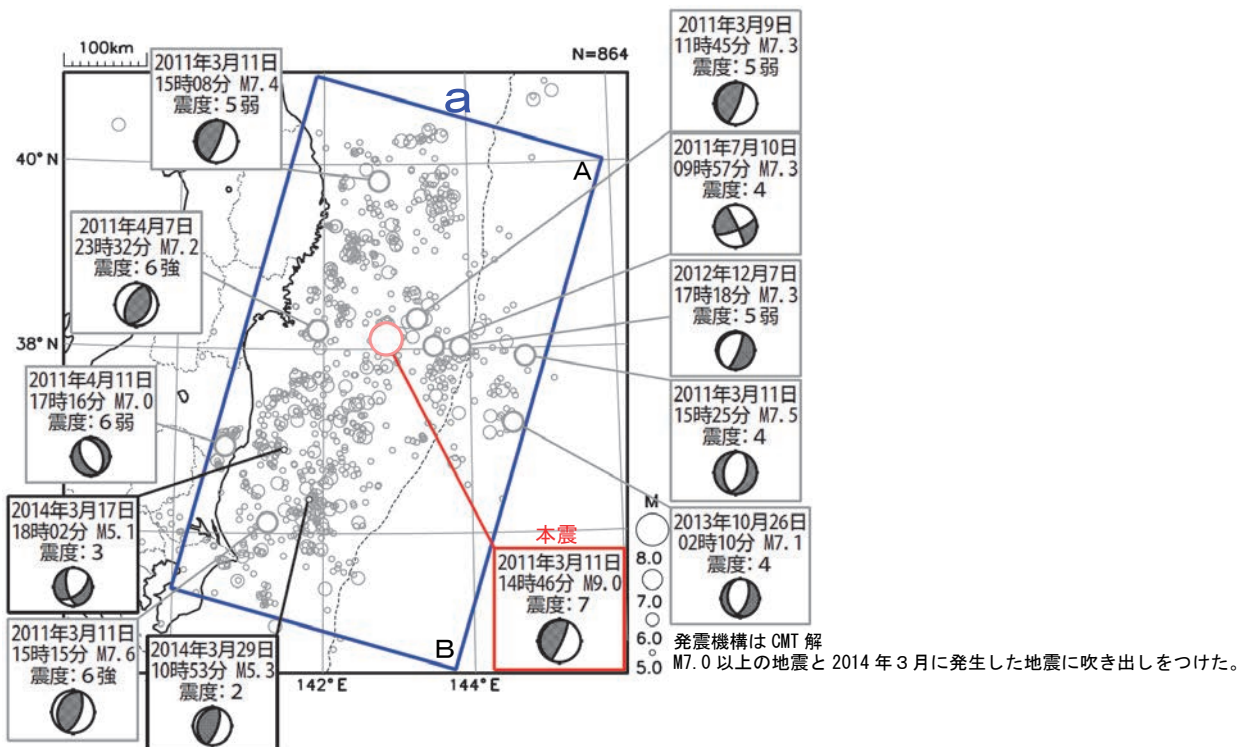 100km
N=864
a
A
B
40°N
38°N
142°E
144°E
2011年3月11日
15時08分 M7.4
震度：5弱
2011年4月7日
23時32分 M7.2
震度：6強
2011年4月11日
17時16分 M7.0
震度：6弱
2014年3月17日
18時02分 M5.1
震度：3
2011年3月11日
15時15分 M7.6
震度：6強
2014年3月29日
10時53分 M5.3
震度：2
本震
2011年3月11日
14時46分 M9.0
震度：7
2011年3月9日
11時45分 M7.3
震度：5弱
2011年7月10日
09時57分 M7.3
震度：4
2012年12月7日
17時18分 M7.3
震度：5弱
2011年3月11日
15時25分 M7.5
震度：4
2013年10月26日
02時10分 M7.1
震度：4
M
8.0
7.0
6.0
5.0
発震機構は CMT 解
M7.0 以上の地震と 2014 年３月に発生した地震に吹き出しをつけた。